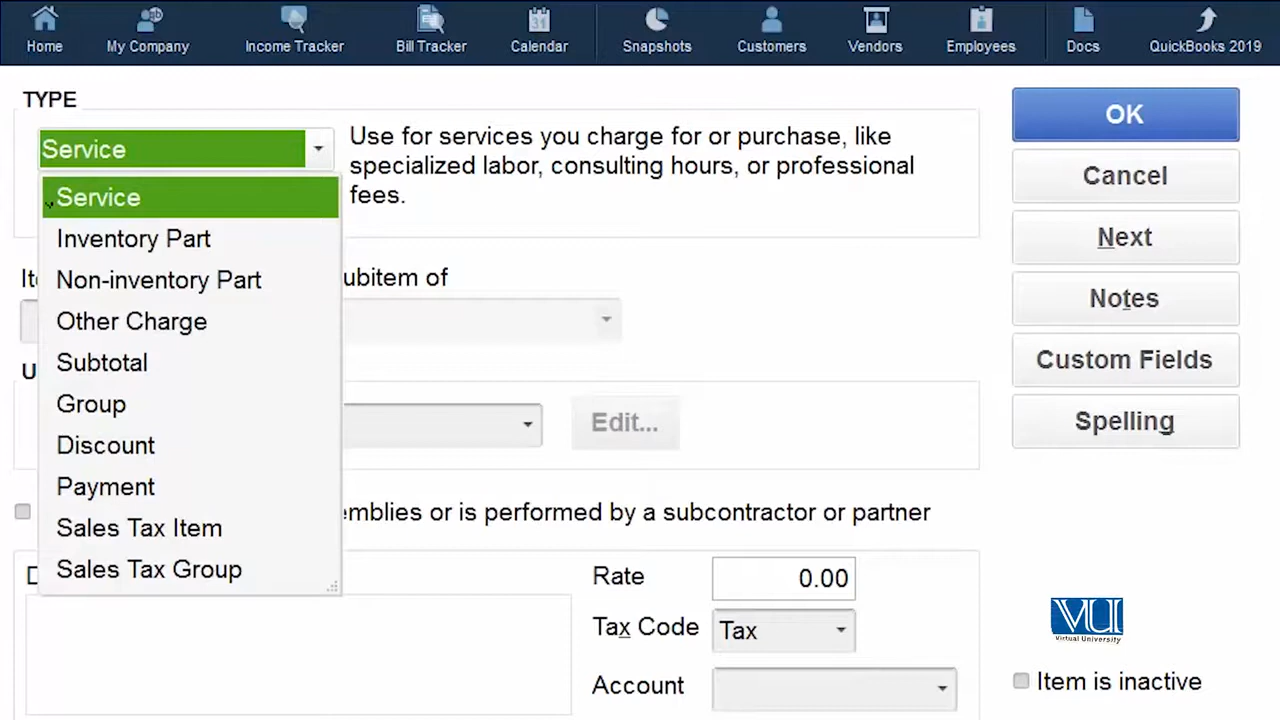 Home My Company Income Tracker Bill Tracker Calendar Snapshots Customers Vendors Employees Docs QuickBooks 2019
31
TYPE
Service
Use for services you charge for or purchase, like
specialized labor, consulting hours, or professional
fees.
Service
Inventory Part
Non-inventory Part
Other Charge
Subtotal
Group
Discount
Payment
Sales Tax Item
Sales Tax Group
ubitem of
Edit...
emblies or is performed by a subcontractor or partner
Rate 0.00
Tax Code Tax
Account
OK
Cancel
Next
Notes
Custom Fields
Spelling
VU
Virtual University
Item is inactive